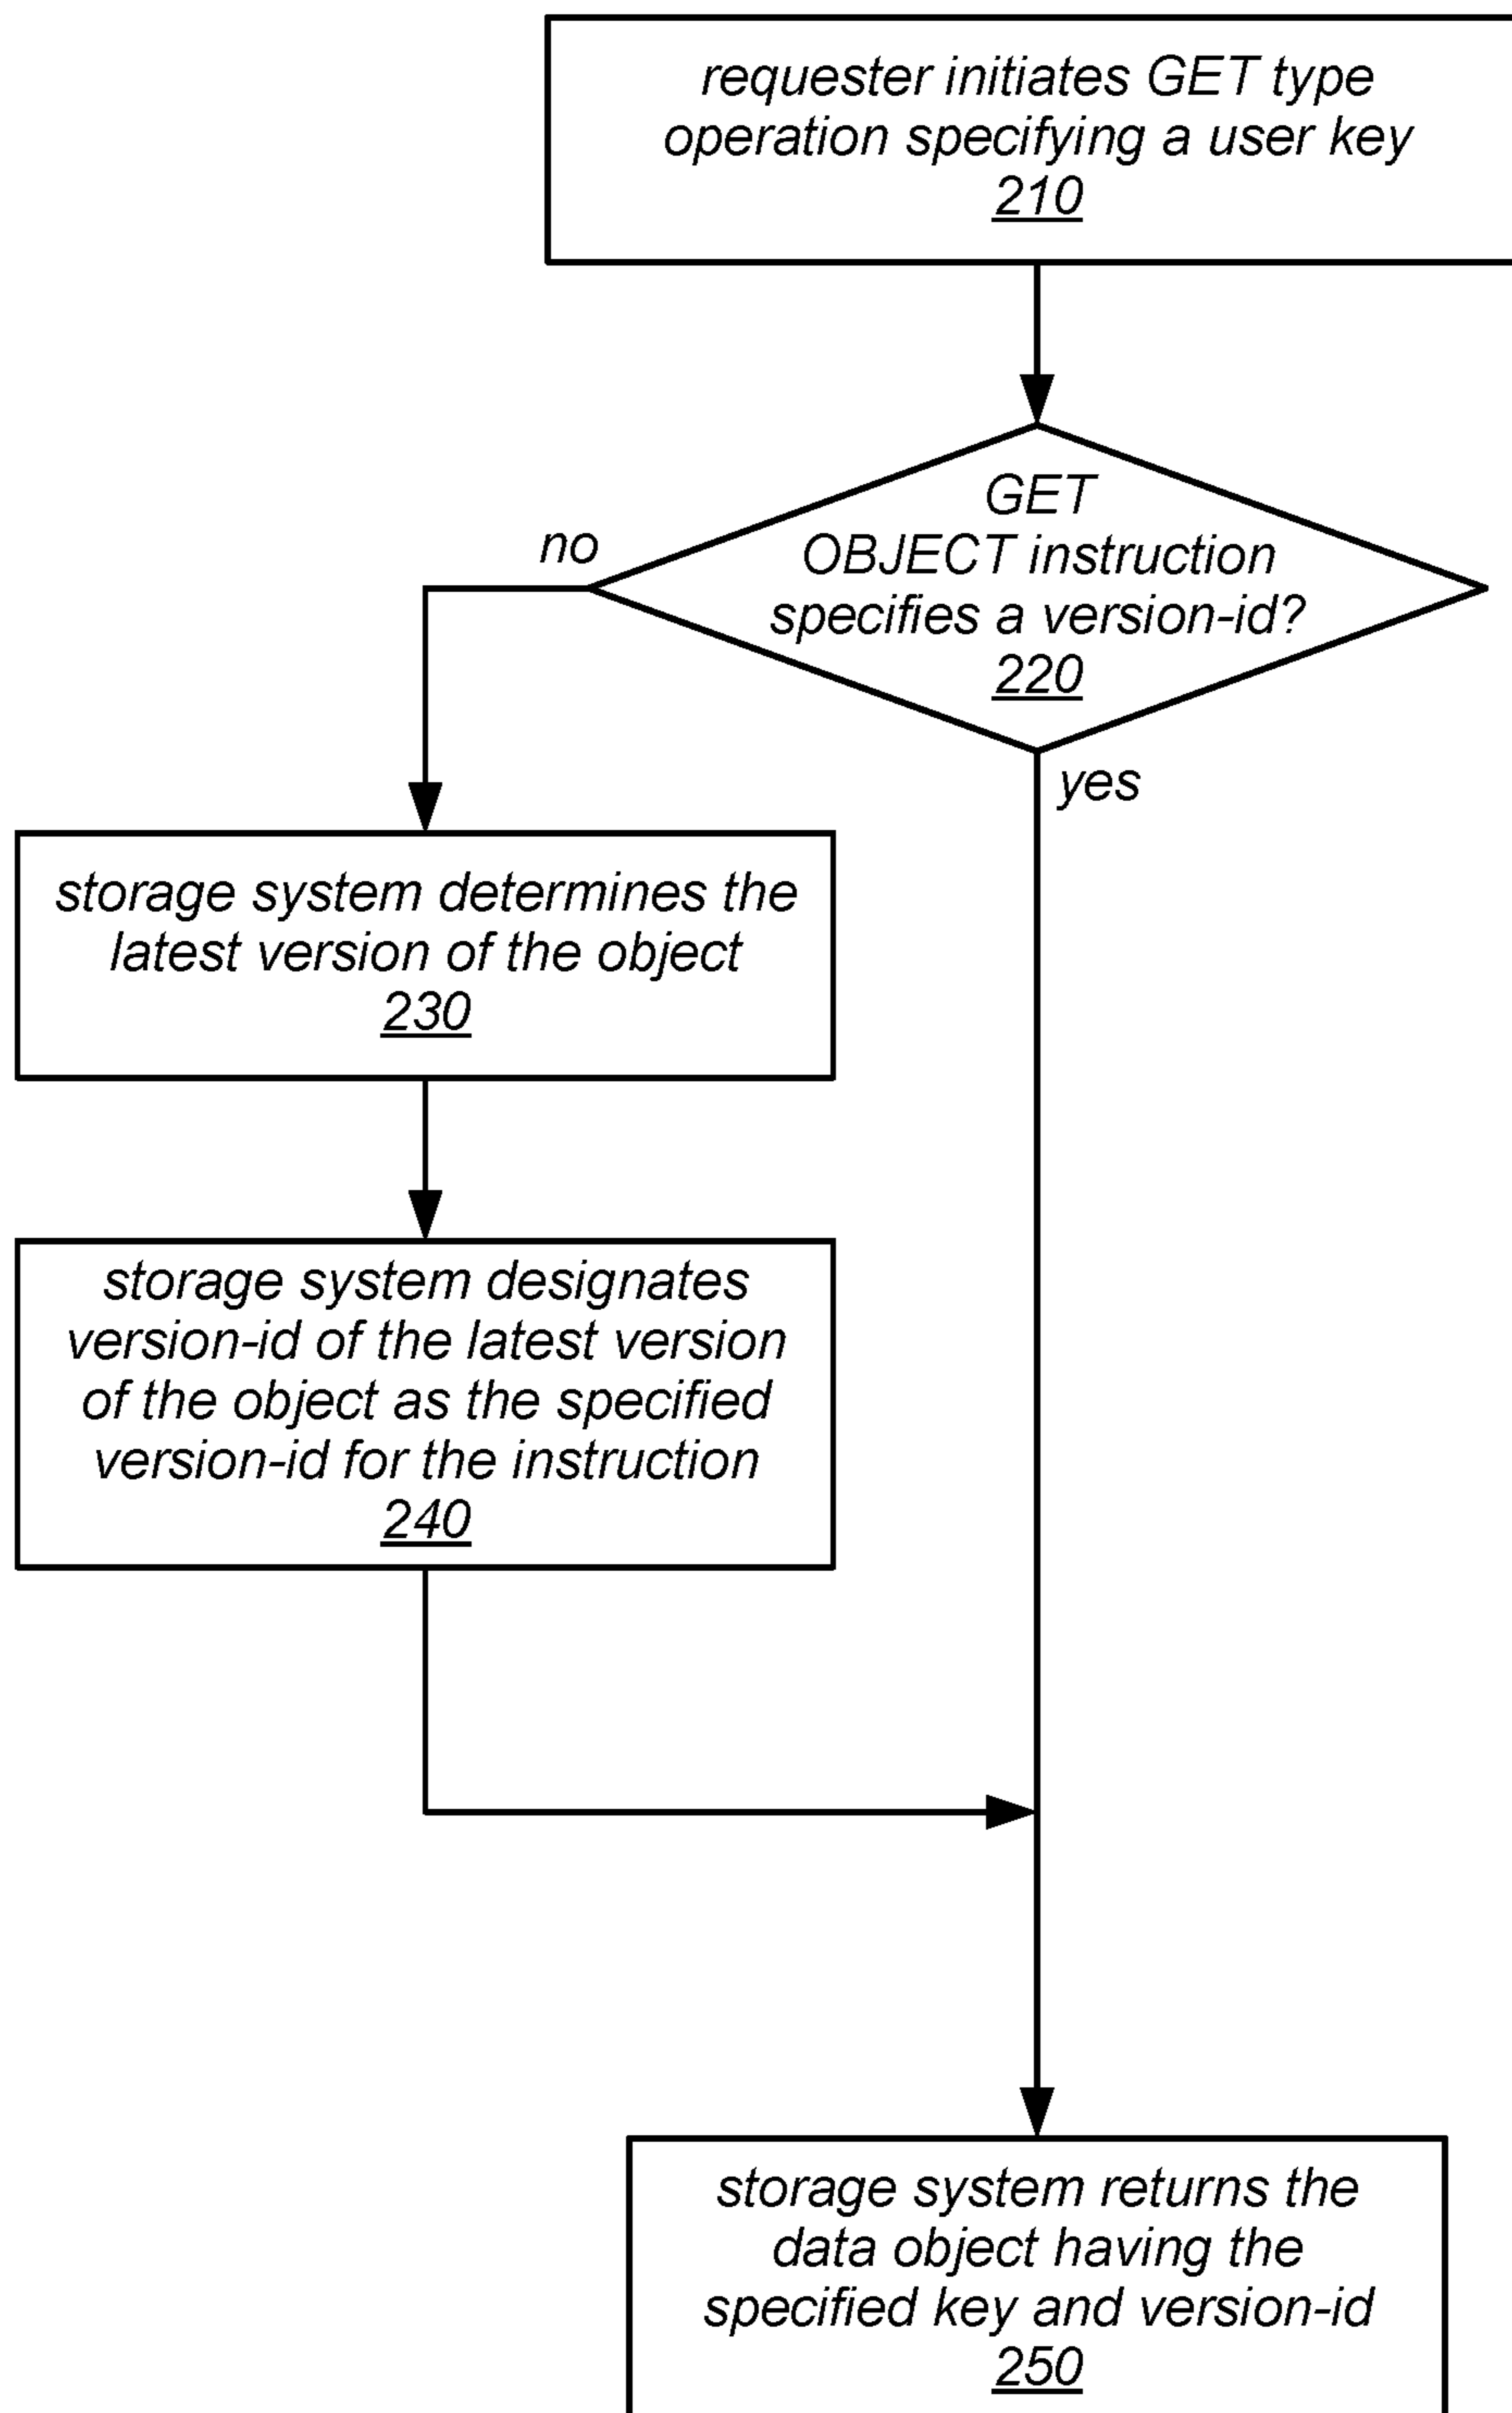 requester initiates GET type
operation specifying a user key
210
GET
OBJECT instruction
specifies a version-id?
220
no
yes
storage system determines the
latest version of the object
230
storage system designates
version-id of the latest version
of the object as the specified
version-id for the instruction
240
storage system returns the
data object having the
specified key and version-id
250